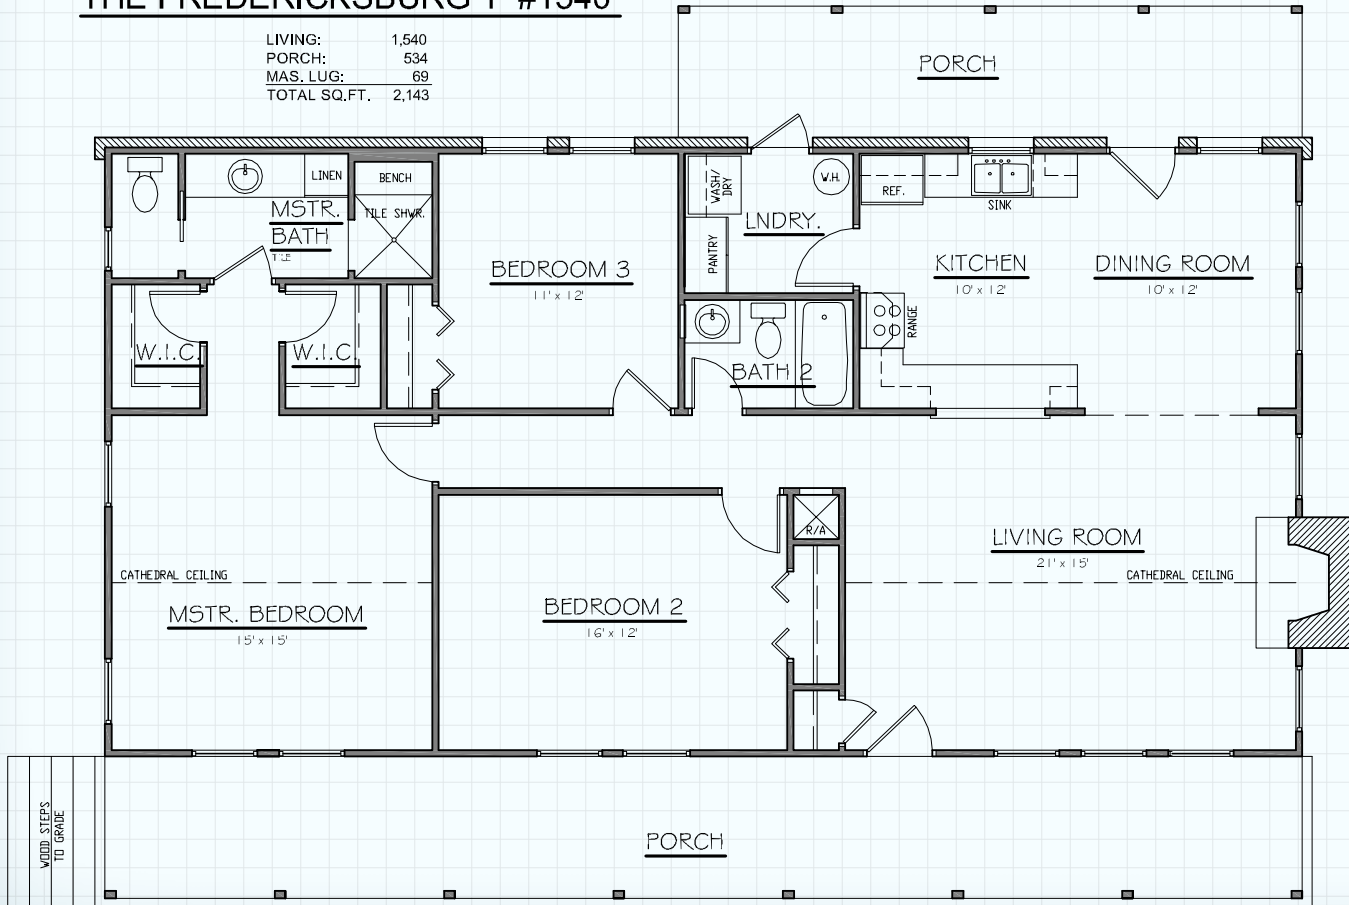 THE FREDERICKSBURG
LIVING: 1,540
PORCH: 534
MAS. LUG: 69
TOTAL SQ.FT. 2,143
PORCH
LINEN
BENCH
MSTR.
BATH
TILE
TILE SHWR.
BEDROOM 3
11' x 12'
WASH/
DRY
W.H.
LNDRY.
PANTRY
REF.
SINK
KITCHEN
10' x 12'
DINING ROOM
10' x 12'
RANGE
W.I.C.
W.I.C.
BATH 2
R/A
LIVING ROOM
21' x 15'
CATHEDRAL CEILING
CATHEDRAL CEILING
MSTR. BEDROOM
15' x 15'
BEDROOM 2
16' x 12'
WOOD STEPS
TO GRADE
PORCH